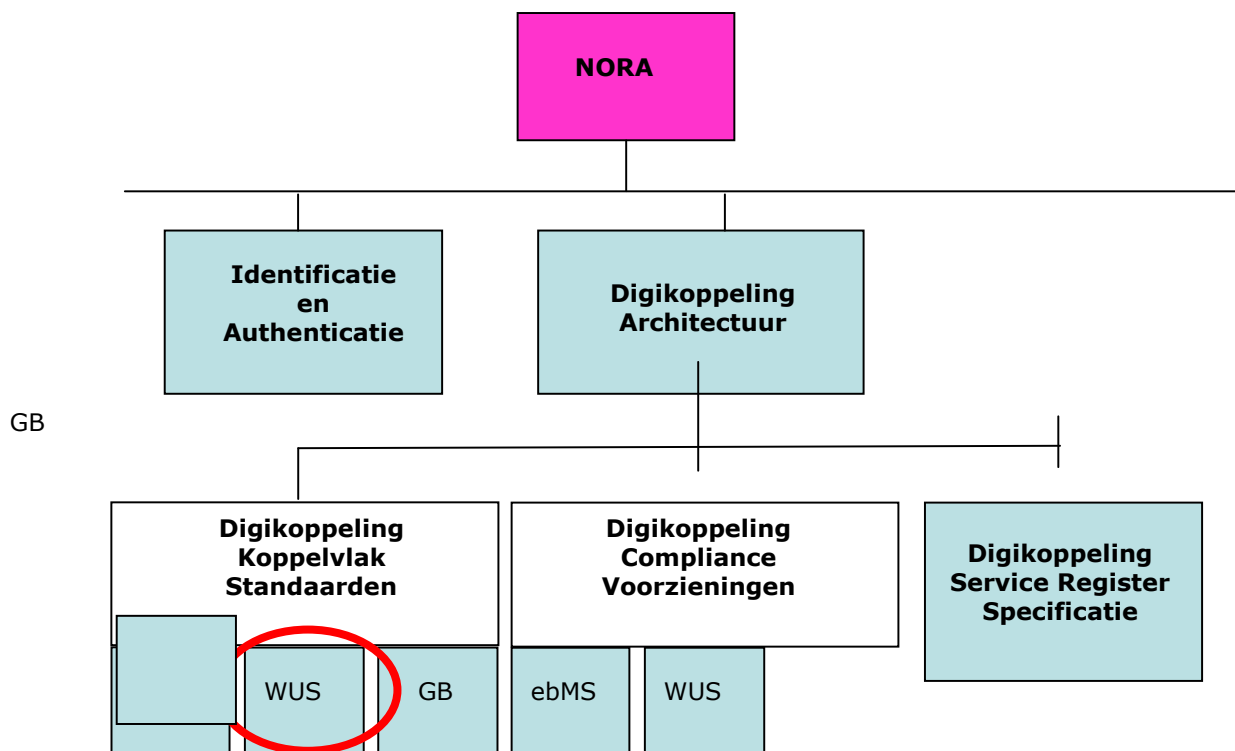 NORA
Identificatie
en
Authenticatie
Digikoppeling
Architectuur
GB
Digikoppeling
Koppelvlak
Standaarden
Digikoppeling
Compliance
Voorzieningen
Digikoppeling
Service Register
Specificatie
WUS
GB
ebMS
WUS